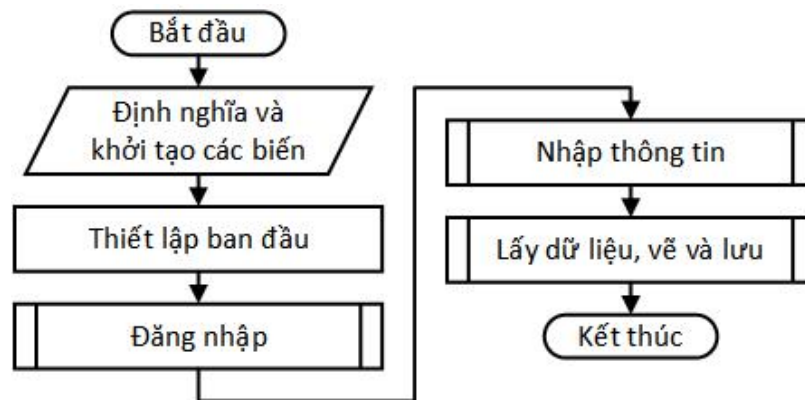 Bắt đầu
Định nghĩa và
khởi tạo các biến
Thiết lập ban đầu
Đăng nhập
Nhập thông tin
Lấy dữ liệu, vẽ và lưu
Kết thúc